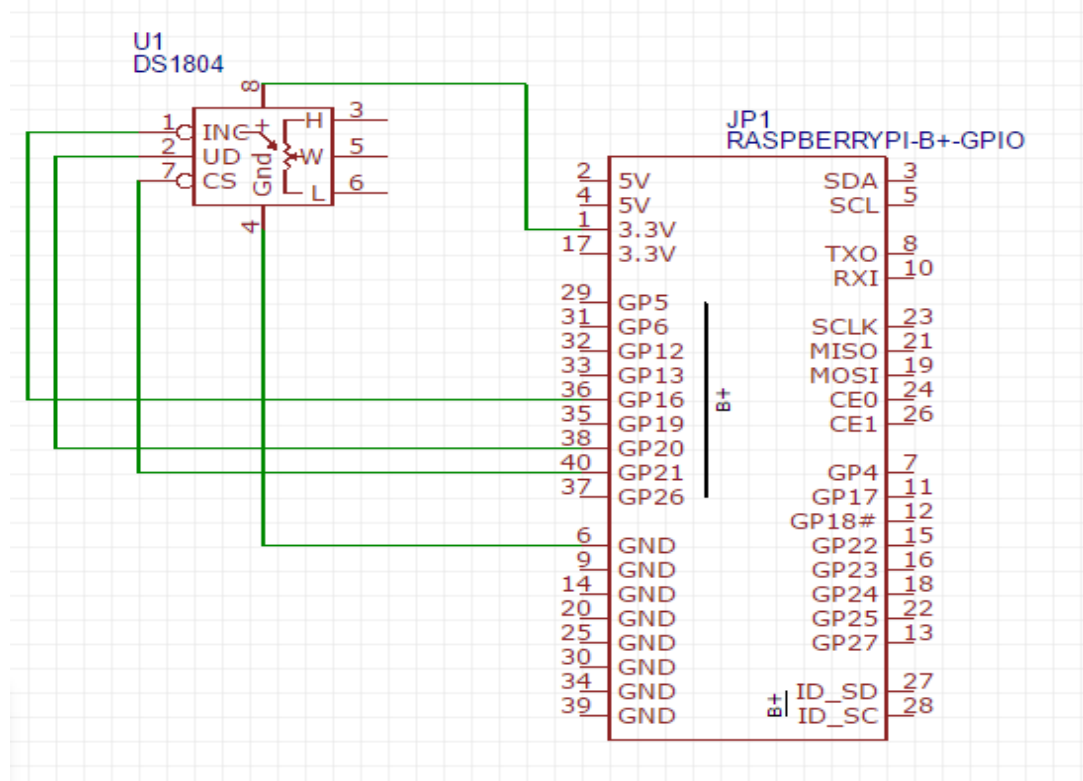 U1
DS1804
8
1 INC + H 3
2 UD W 5
7 CS Gnd L 6
4
JP1
RASPBERRYPI-B+-GPIO
2 5V SDA 3
4 5V SCL 5
1 3.3V
17 3.3V TXO 8
RXI 10
29 GP5
31 GP6 SCLK 23
32 GP12 MISO 21
33 GP13 MOSI 19
36 GP16 B+ CE0 24
35 GP19 CE1 26
38 GP20
40 GP21 GP4 7
37 GP26 GP17 11
GP18# 12
6 GND GP22 15
9 GND GP23 16
14 GND GP24 18
20 GND GP25 22
25 GND GP27 13
30 GND
34 GND B+ ID_SD 27
39 GND ID_SC 28